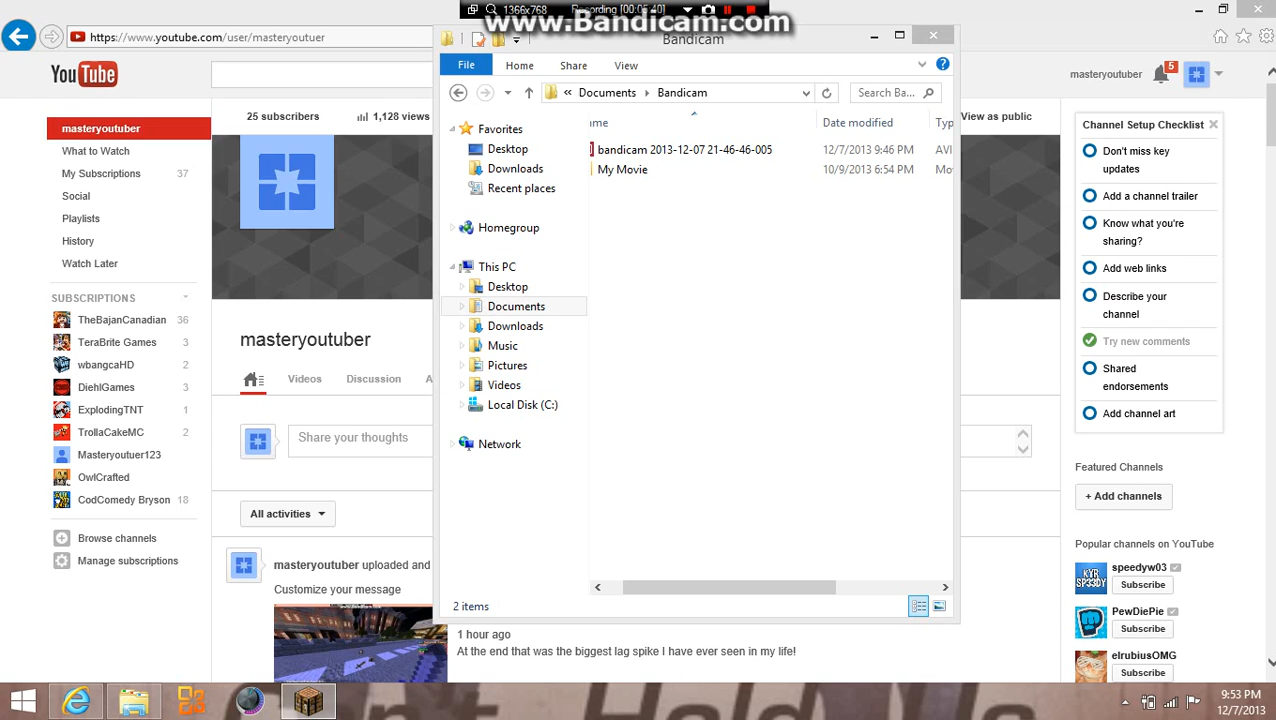 1366x768 Recording [00:05:40]
www.Bandicam.com
https://www.youtube.com/user/masteryoutuer
Bandicam
File Home Share View
You Tube
masteryoutuber 5
« Documents Bandicam Search Ba...
25 subscribers 1,128 views View as public
ame Date modified Typ
bandicam 2013-12-07 21-46-46-005 12/7/2013 9:46 PM AVI
My Movie 10/9/2013 6:54 PM Mo
masteryoutuber
What to Watch
My Subscriptions 37
Social
Playlists
History
Watch Later
SUBSCRIPTIONS
TheBajanCanadian 36
TeraBrite Games 3
wbangcaHD 2
DiehlGames 3
ExplodingTNT 1
TrollaCakeMC 2
Masteryoutuer123
OwlCrafted
CodComedy Bryson 18
Browse channels
Manage subscriptions
Favorites
Desktop
Downloads
Recent places
Homegroup
This PC
Desktop
Documents
Downloads
Music
Pictures
Videos
Local Disk (C:)
Network
2 items
masteryoutuber
Videos Discussion A
Share your thoughts
All activities
masteryoutuber uploaded and
Customize your message
1 hour ago
At the end that was the biggest lag spike I have ever seen in my life!
Channel Setup Checklist
Don't miss key
updates
Add a channel trailer
Know what you're
sharing?
Add web links
Describe your
channel
Try new comments
Shared
endorsements
Add channel art
Featured Channels
+ Add channels
Popular channels on YouTube
KYR
SP33DY
speedyw03
Subscribe
PewDiePie
Subscribe
elrubiusOMG
Subscribe
9:53 PM
12/7/2013